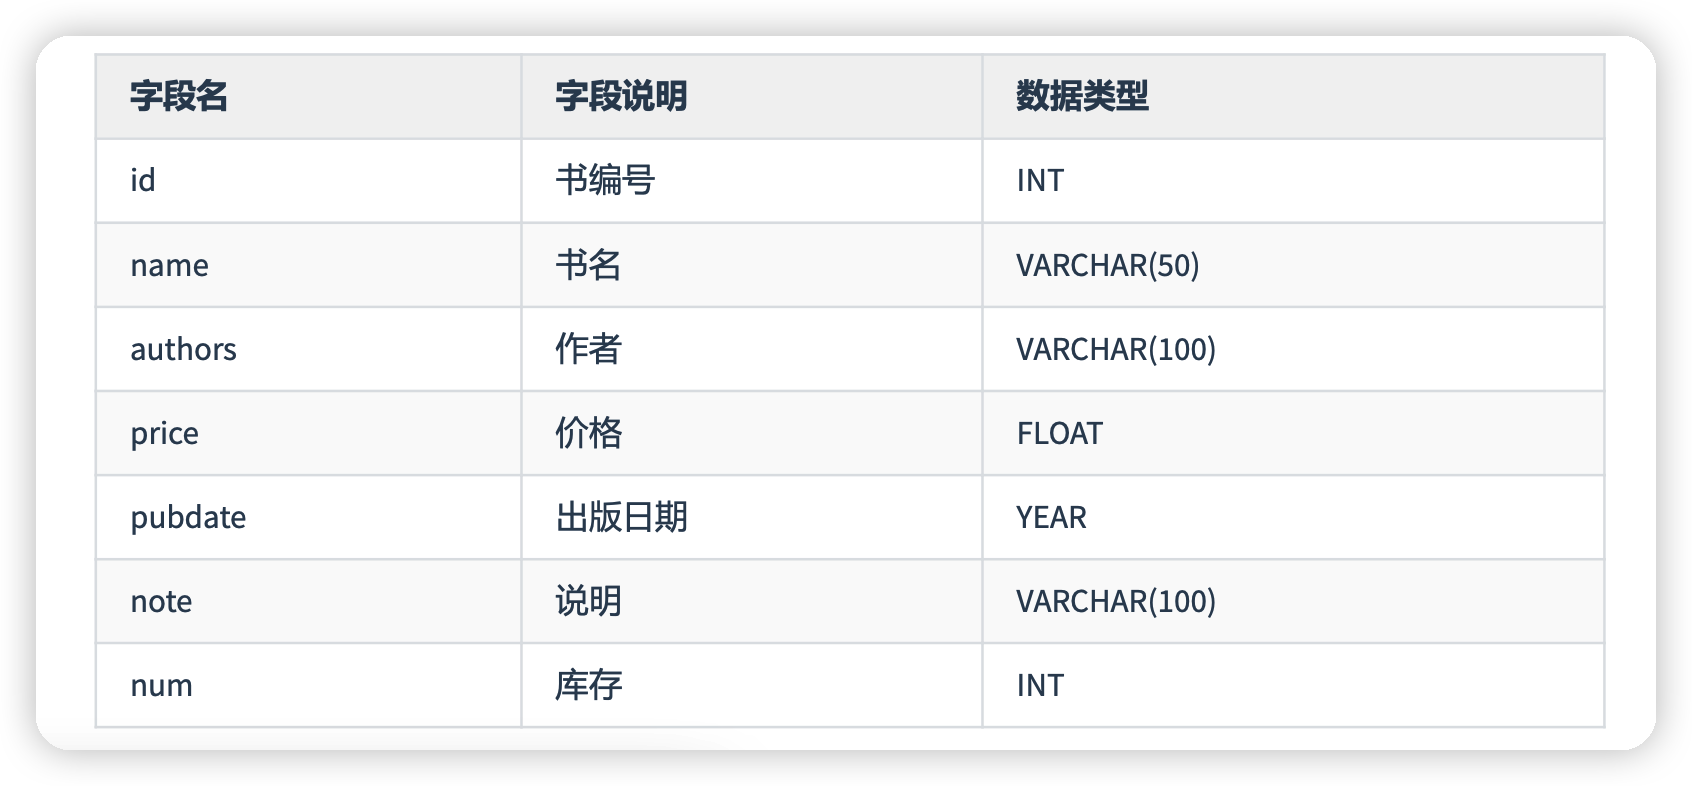 字段名 字段说明 数据类型
id 书编号 INT
name 书名 VARCHAR(50)
authors 作者 VARCHAR(100)
price 价格 FLOAT
pubdate 出版日期 YEAR
note 说明 VARCHAR(100)
num 库存 INT